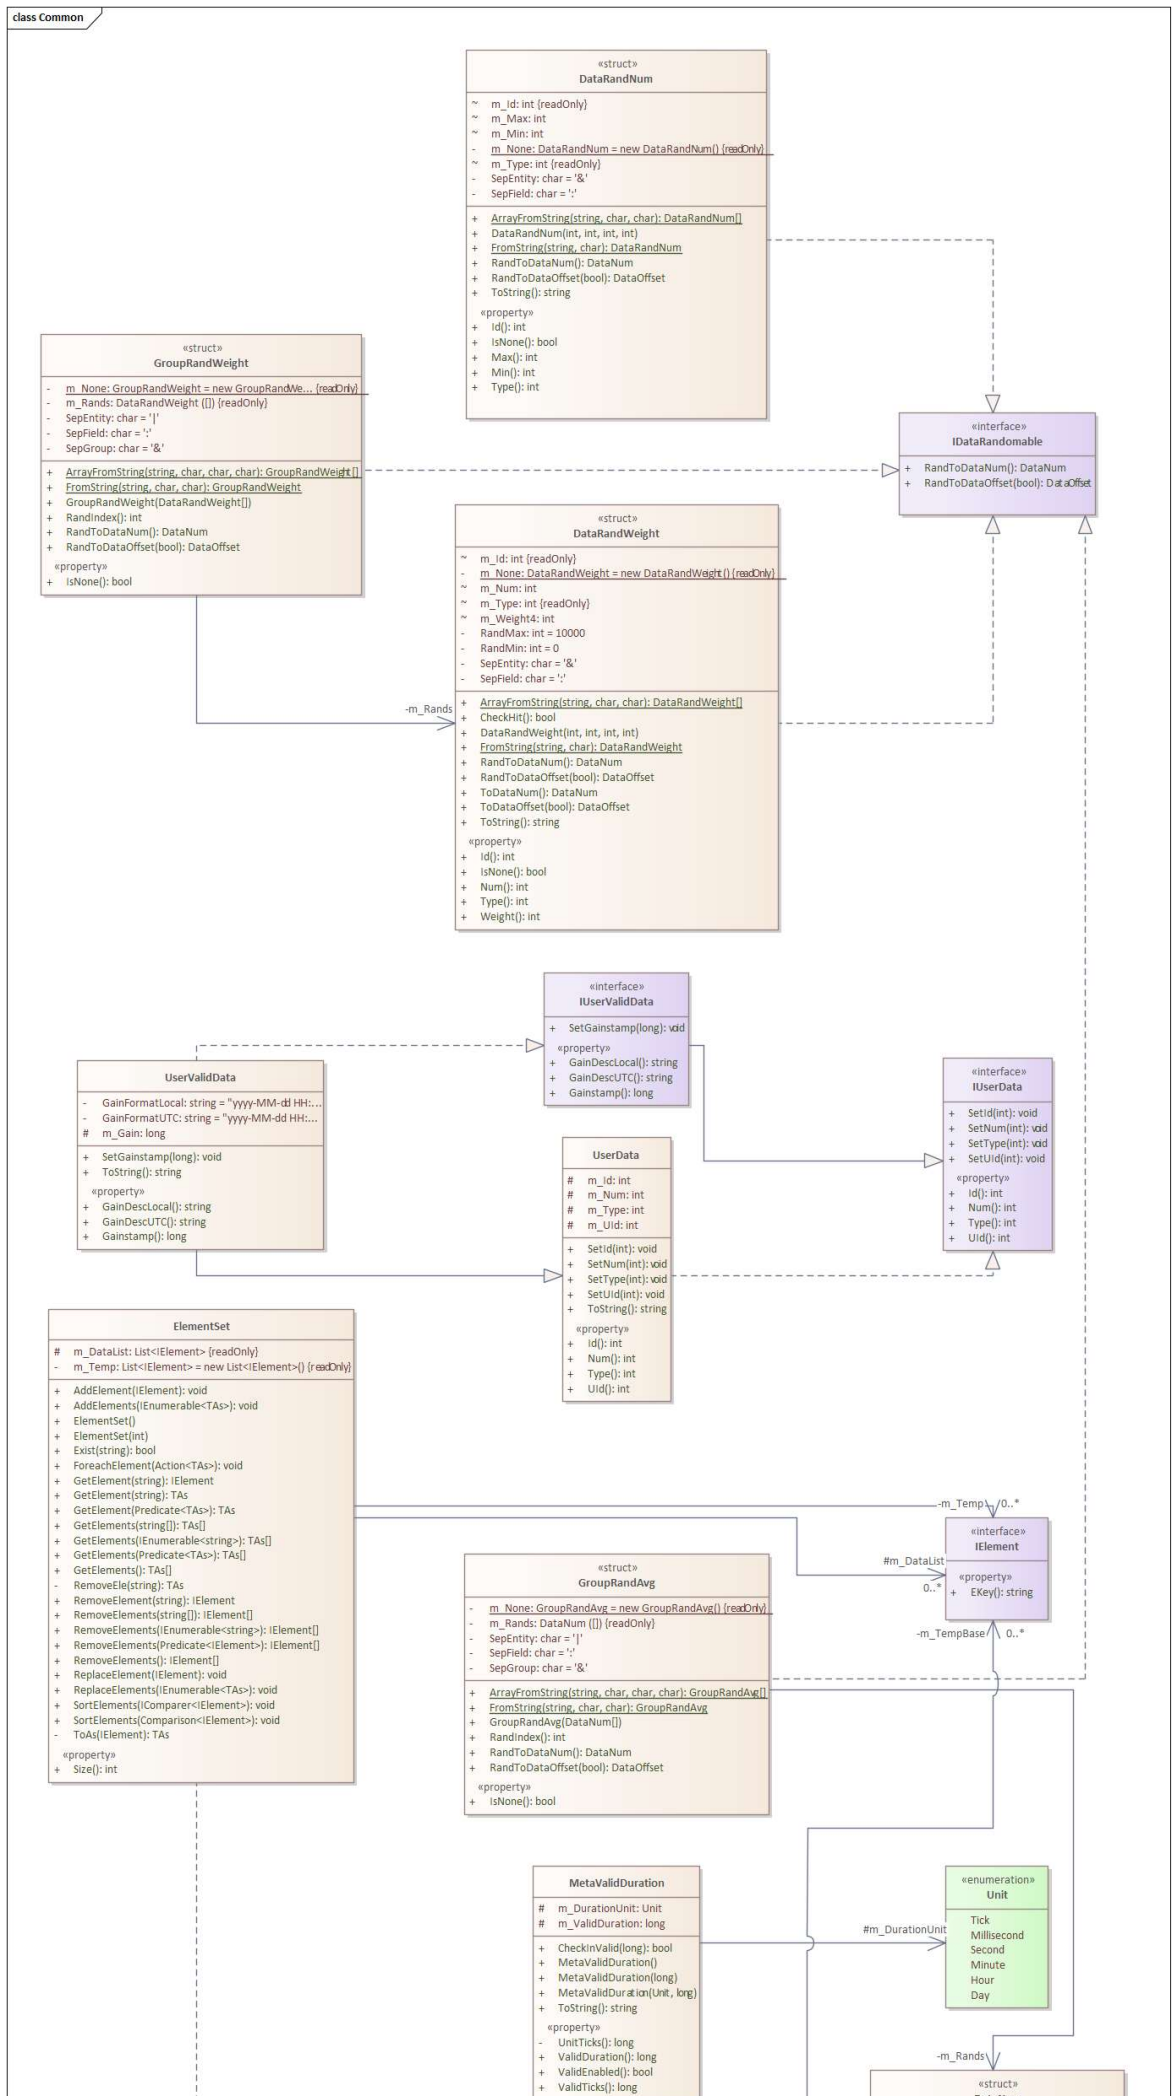 class Common
«struct»
DataRandNum
~ m_Id: int {readOnly}
~ m_Max: int
~ m_Min: int
- m_None: DataRandNum = new DataRandNum() {readOnly}
~ m_Type: int {readOnly}
- SepEntity: char = '&'
- SepField: char = ':'
+ ArrayFromString(string, char, char): DataRandNum[]
+ DataRandNum(int, int, int, int)
+ FromString(string, char): DataRandNum
+ RandToDataNum(): DataNum
+ RandToDataOffset(bool): DataOffset
+ ToString(): string
«property»
+ Id(): int
+ IsNone(): bool
+ Max(): int
+ Min(): int
+ Type(): int
«struct»
GroupRandWeight
- m_None: GroupRandWeight = new GroupRandWe... {readOnly}
- m_Rands: DataRandWeight ([]) {readOnly}
- SepEntity: char = '|'
- SepField: char = ':'
- SepGroup: char = '&'
+ ArrayFromString(string, char, char, char): GroupRandWeight[]
+ FromString(string, char, char): GroupRandWeight
+ GroupRandWeight(DataRandWeight[])
+ RandIndex(): int
+ RandToDataNum(): DataNum
+ RandToDataOffset(bool): DataOffset
«property»
+ IsNone(): bool
«interface»
IDataRandomable
+ RandToDataNum(): DataNum
+ RandToDataOffset(bool): DataOffset
«struct»
DataRandWeight
~ m_Id: int {readOnly}
- m_None: DataRandWeight = new DataRandWeight() {readOnly}
~ m_Num: int
~ m_Type: int {readOnly}
~ m_Weight4: int
- RandMax: int = 10000
- RandMin: int = 0
- SepEntity: char = '&'
- SepField: char = ':'
+ ArrayFromString(string, char, char): DataRandWeight[]
+ CheckHit(): bool
+ DataRandWeight(int, int, int, int)
+ FromString(string, char): DataRandWeight
+ RandToDataNum(): DataNum
+ RandToDataOffset(bool): DataOffset
+ ToDataNum(): DataNum
+ ToDataOffset(bool): DataOffset
+ ToString(): string
«property»
+ Id(): int
+ IsNone(): bool
+ Num(): int
+ Type(): int
+ Weight(): int
-m_Rands
«interface»
IUserValidData
+ SetGainstamp(long): void
«property»
+ GainDescLocal(): string
+ GainDescUTC(): string
+ Gainstamp(): long
UserValidData
- GainFormatLocal: string = "yyyy-MM-dd HH:...
- GainFormatUTC: string = "yyyy-MM-dd HH:...
# m_Gain: long
+ SetGainstamp(long): void
+ ToString(): string
«property»
+ GainDescLocal(): string
+ GainDescUTC(): string
+ Gainstamp(): long
«interface»
IUserData
+ SetId(int): void
+ SetNum(int): void
+ SetType(int): void
+ SetUId(int): void
«property»
+ Id(): int
+ Num(): int
+ Type(): int
+ UId(): int
UserData
# m_Id: int
# m_Num: int
# m_Type: int
# m_UId: int
+ SetId(int): void
+ SetNum(int): void
+ SetType(int): void
+ SetUId(int): void
+ ToString(): string
«property»
+ Id(): int
+ Num(): int
+ Type(): int
+ UId(): int
ElementSet
# m_DataList: List<IElement> {readOnly}
- m_Temp: List<IElement> = new List<IElement>() {readOnly}
+ AddElement(IElement): void
+ AddElements(IEnumerable<TAs>): void
+ ElementSet()
+ ElementSet(int)
+ Exist(string): bool
+ ForeachElement(Action<TAs>): void
+ GetElement(string): IElement
+ GetElement(string): TAs
+ GetElement(Predicate<TAs>): TAs
+ GetElements(string[]): TAs[]
+ GetElements(IEnumerable<string>): TAs[]
+ GetElements(Predicate<TAs>): TAs[]
+ GetElements(): TAs[]
- RemoveEle(string): TAs
+ RemoveElement(string): IElement
+ RemoveElements(string[]): IElement[]
+ RemoveElements(IEnumerable<string>): IElement[]
+ RemoveElements(Predicate<IElement>): IElement[]
+ RemoveElements(): IElement[]
+ ReplaceElement(IElement): void
+ ReplaceElements(IEnumerable<TAs>): void
+ SortElements(IComparer<IElement>): void
+ SortElements(Comparison<IElement>): void
- ToAs(IElement): TAs
«property»
+ Size(): int
-m_Temp 0..*
«interface»
IElement
«property»
+ EKey(): string
#m_DataList
0..*
-m_TempBase 0..*
«struct»
GroupRandAvg
- m_None: GroupRandAvg = new GroupRandAvg() {readOnly}
- m_Rands: DataNum ([]) {readOnly}
- SepEntity: char = '|'
- SepField: char = ':'
- SepGroup: char = '&'
+ ArrayFromString(string, char, char, char): GroupRandAvg[]
+ FromString(string, char, char): GroupRandAvg
+ GroupRandAvg(DataNum[])
+ RandIndex(): int
+ RandToDataNum(): DataNum
+ RandToDataOffset(bool): DataOffset
«property»
+ IsNone(): bool
MetaValidDuration
# m_DurationUnit: Unit
# m_ValidDuration: long
+ CheckInValid(long): bool
+ MetaValidDuration()
+ MetaValidDuration(long)
+ MetaValidDuration(Unit, long)
+ ToString(): string
«property»
- UnitTicks(): long
+ ValidDuration(): long
+ ValidEnabled(): bool
+ ValidTicks(): long
#m_DurationUnit
«enumeration»
Unit
Tick
Millisecond
Second
Minute
Hour
Day
-m_Rands
«struct»